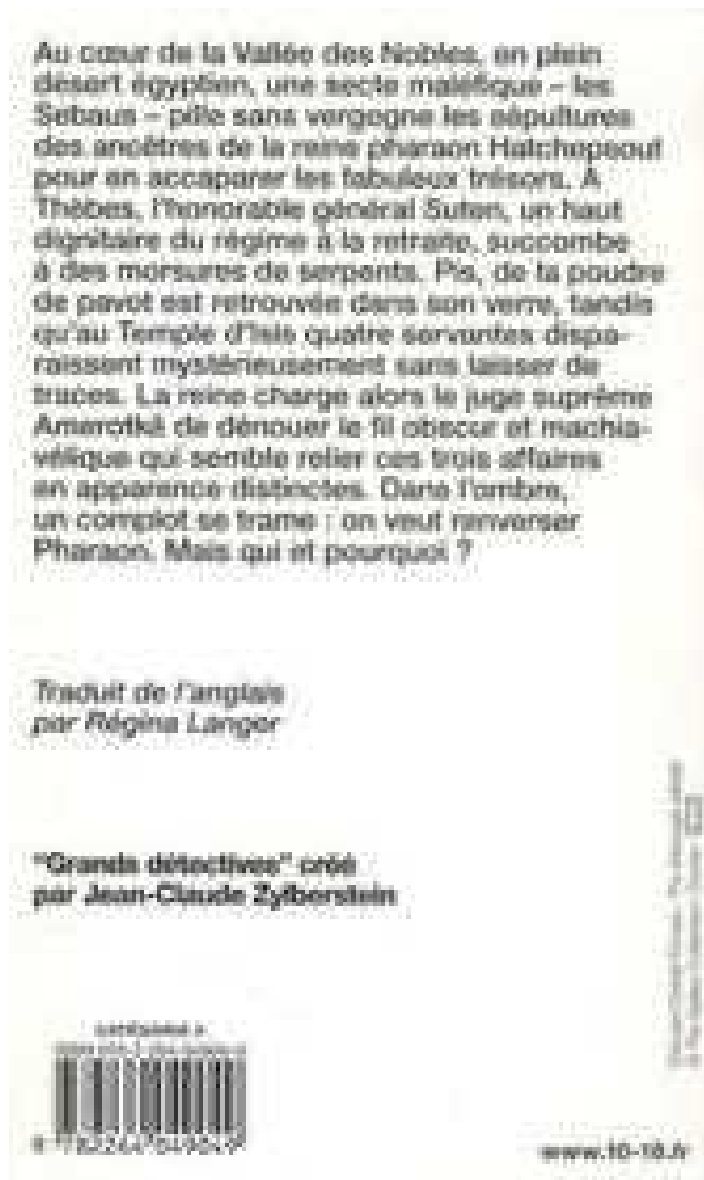 Au cœur de la Vallée des Nobles, en plein
désert égyptien, une secte maléfique – les
Sebaus – pille sans vergogne les sépultures
des ancêtres de la reine pharaon Hatchepsout
pour en accaparer les fabuleux trésors. À
Thèbes, l'honorable général Suten, un haut
dignitaire du régime à la retraite, succombe
à des morsures de serpents. Pis, de la poudre
de pavot est retrouvée dans son verre, tandis
qu'au Temple d'Isis quatre servantes dispa-
raissent mystérieusement sans laisser de
traces. La reine charge alors le juge suprême
Amerotkê de dénouer le fil obscur et machia-
vélique qui semble relier ces trois affaires
en apparence distinctes. Dans l'ombre,
un complot se trame : on veut renverser
Pharaon. Mais qui et pourquoi ?
Traduit de l'anglais
par Régina Langer
"Grands détectives" créé
par Jean-Claude Zylberstein
9 782264 049049
www.10-18.fr